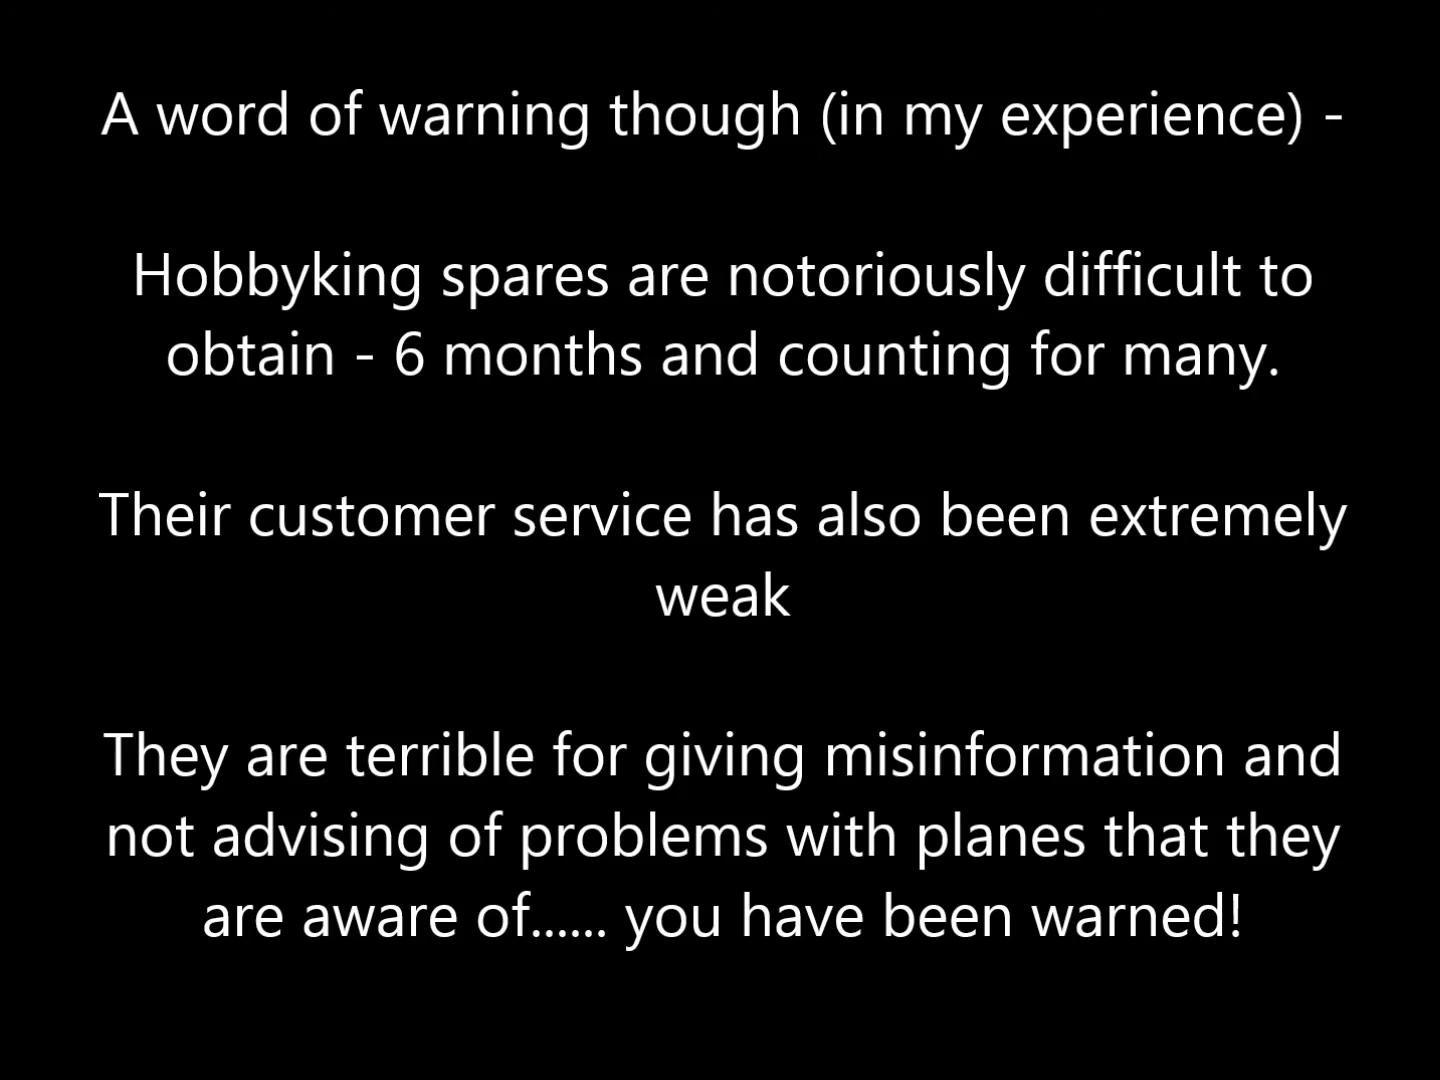 A word of warning though (in my experience) -
Hobbyking spares are notoriously difficult to
obtain - 6 months and counting for many.
Their customer service has also been extremely
weak
They are terrible for giving misinformation and
not advising of problems with planes that they
are aware of...... you have been warned!